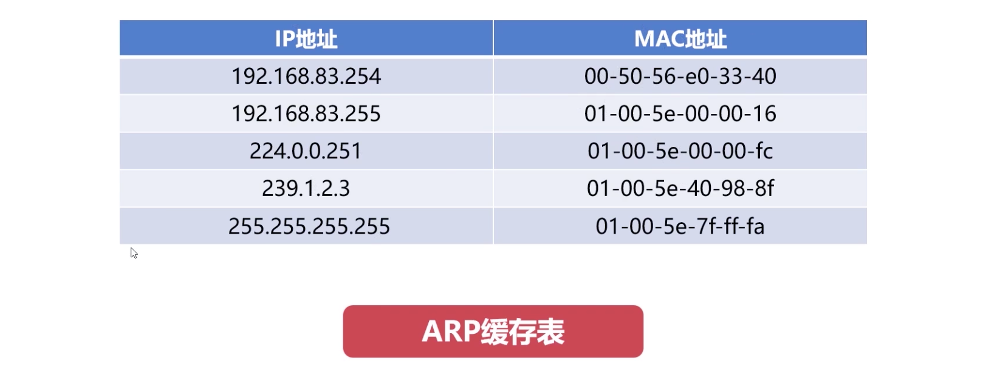 IP地址 MAC地址
192.168.83.254 00-50-56-e0-33-40
192.168.83.255 01-00-5e-00-00-16
224.0.0.251 01-00-5e-00-00-fc
239.1.2.3 01-00-5e-40-98-8f
255.255.255.255 01-00-5e-7f-ff-fa
ARP缓存表